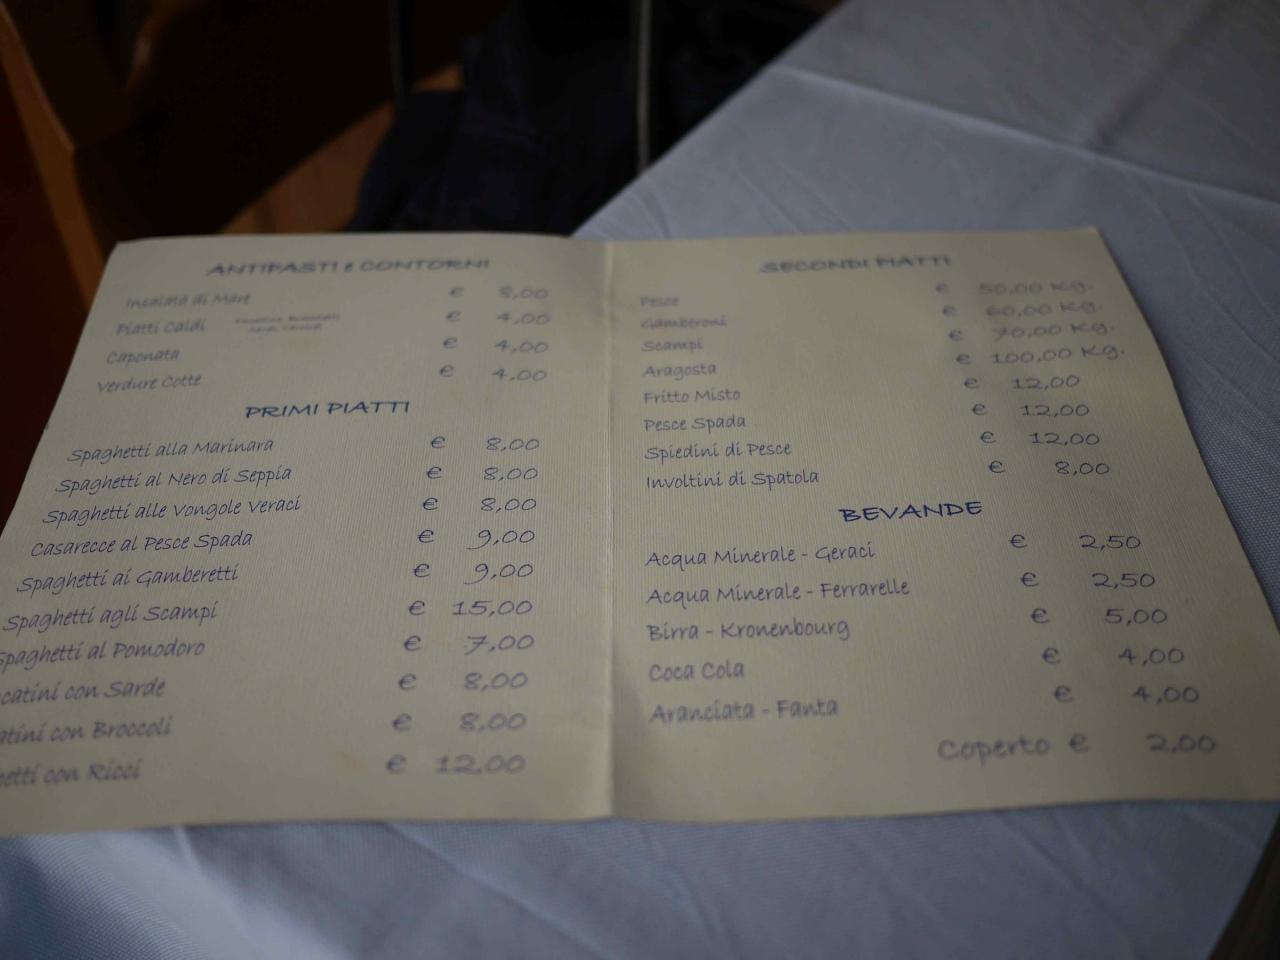 ANTIPASTI e CONTORNI
Insalata di Mare € 8,00
Piatti Caldi € 4,00
Caponata € 4,00
Verdure Cotte € 4,00
PRIMI PIATTI
Spaghetti alla Marinara € 8,00
Spaghetti al Nero di Seppia € 8,00
Spaghetti alle Vongole Veraci € 8,00
Casarecce al Pesce Spada € 9,00
Spaghetti ai Gamberetti € 9,00
Spaghetti agli Scampi € 15,00
Spaghetti al Pomodoro € 7,00
catini con Sarde € 8,00
atini con Broccoli € 8,00
hetti con Ricci € 12,00
SECONDI PIATTI
Pesce € 50,00 Kg.
Gamberoni € 60,00 Kg.
Scampi € 70,00 Kg.
Aragosta € 100,00 Kg.
Fritto Misto € 12,00
Pesce Spada € 12,00
Spiedini di Pesce € 12,00
Involtini di Spatola € 8,00
BEVANDE
Acqua Minerale - Geraci € 2,50
Acqua Minerale - Ferrarelle € 2,50
Birra - Kronenbourg € 5,00
Coca Cola € 4,00
Aranciata - Fanta € 4,00
Coperto € 2,00